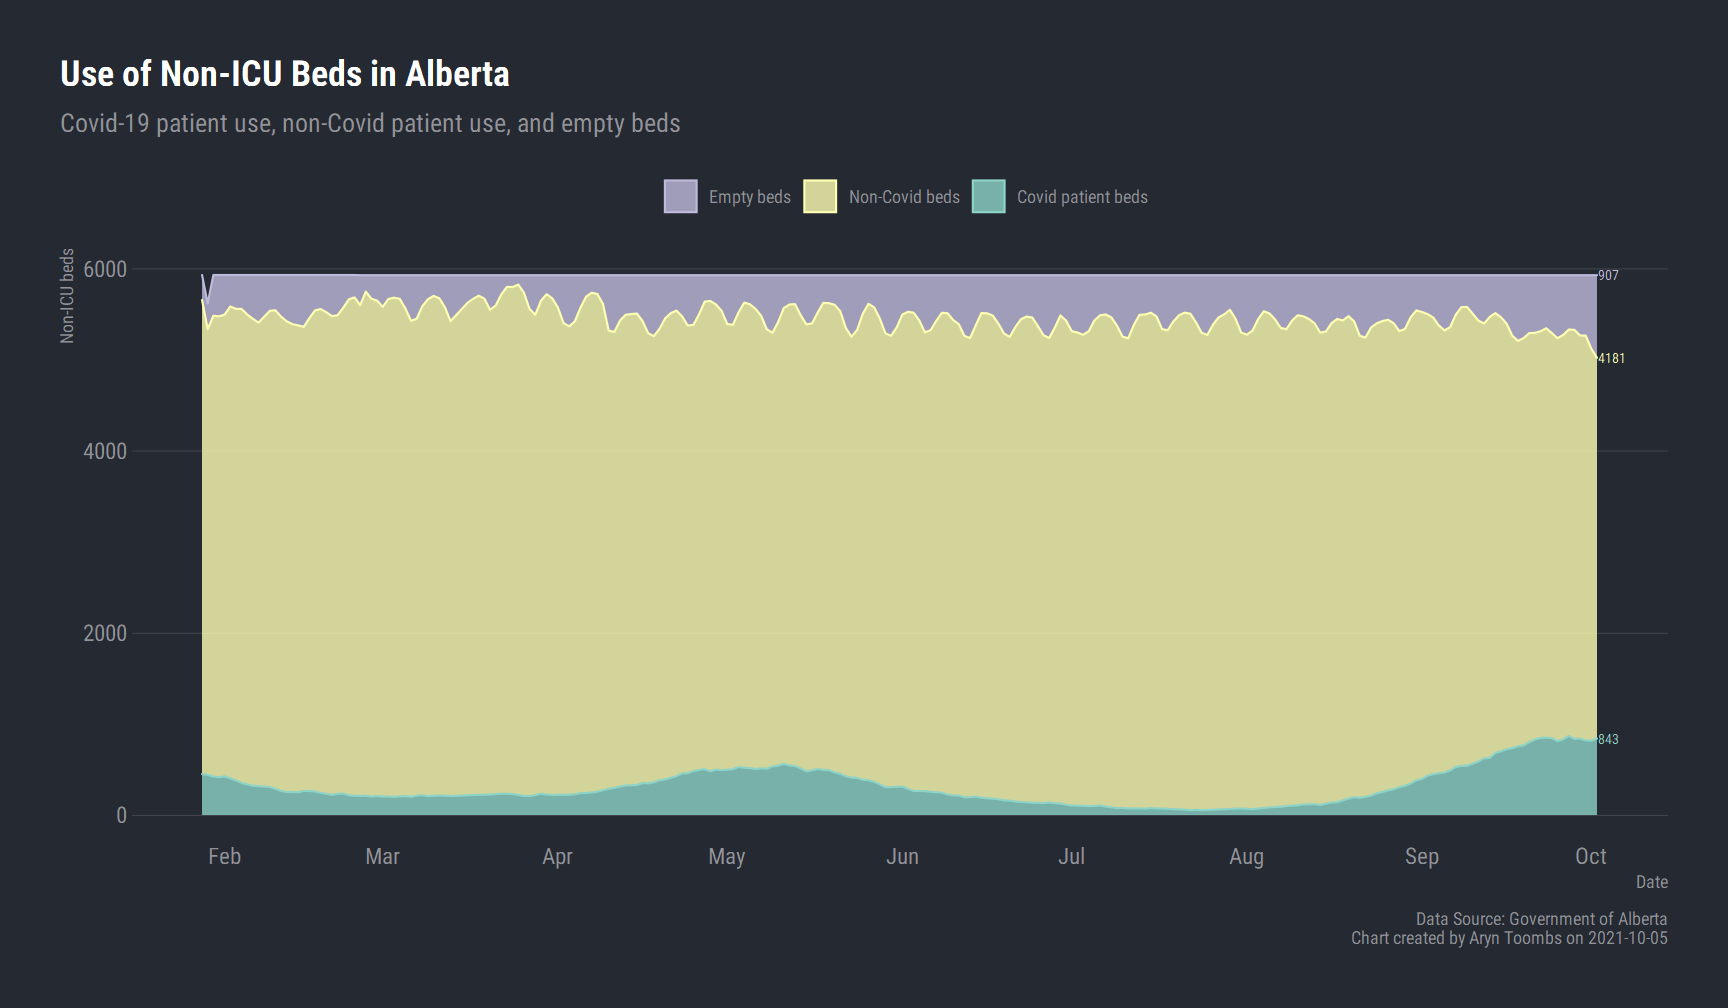 Use of Non-ICU Beds in Alberta
Covid-19 patient use, non-Covid patient use, and empty beds
Empty beds Non-Covid beds Covid patient beds
Non-ICU beds
6000
4000
2000
0
907
4181
843
Feb Mar Apr May Jun Jul Aug Sep Oct
Date
Data Source: Government of Alberta
Chart created by Aryn Toombs on 2021-10-05